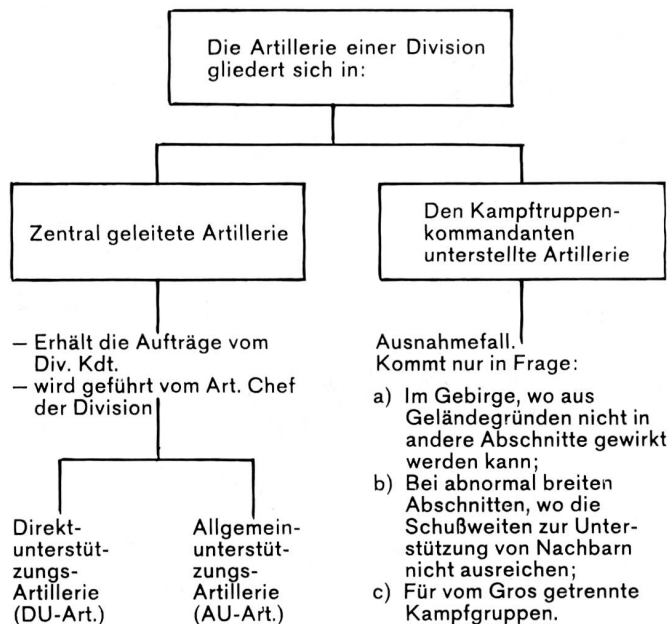 Die Artillerie einer Division
gliedert sich in:
Zentral geleitete Artillerie
Den Kampftruppen-
kommandanten
unterstellte Artillerie
— Erhält die Aufträge vom
Div. Kdt.
— wird geführt vom Art. Chef
der Division
Direkt-
unterstüt-
zungs-
Artillerie
(DU-Art.)
Allgemein-
unterstüt-
zungs-
Artillerie
(AU-Art.)
Ausnahmefall.
Kommt nur in Frage:
a) Im Gebirge, wo aus
Geländegründen nicht in
andere Abschnitte gewirkt
werden kann;
b) Bei abnormal breiten
Abschnitten, wo die
Schußweiten zur Unter-
stützung von Nachbarn
nicht ausreichen;
c) Für vom Gros getrennte
Kampfgruppen.